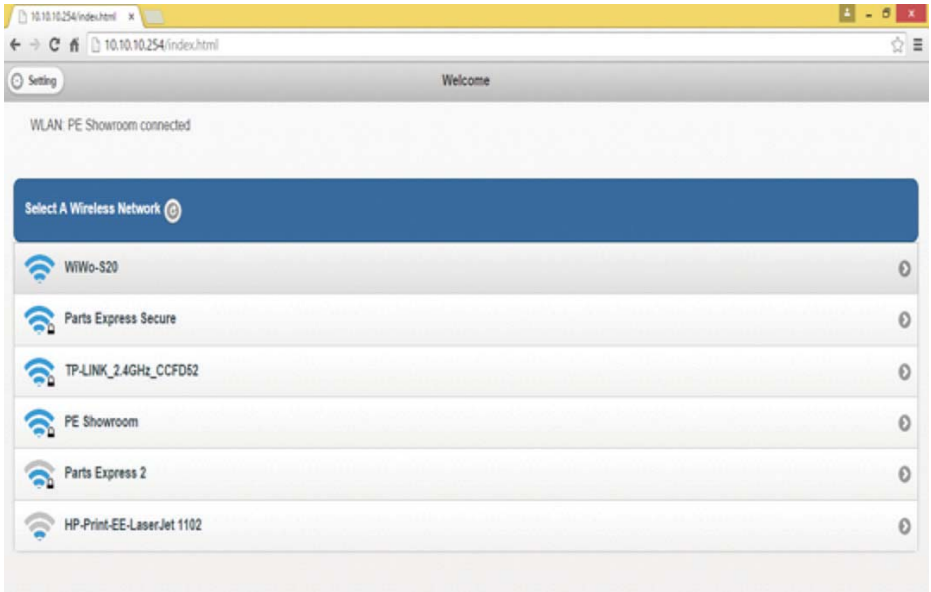 10.10.10.254/index.html
10.10.10.254/index.html
Setting
Welcome
WLAN: PE Showroom connected
Select A Wireless Network
WiWo-S20
Parts Express Secure
TP-LINK_2.4GHz_CCFD52
PE Showroom
Parts Express 2
HP-Print-EE-LaserJet 1102